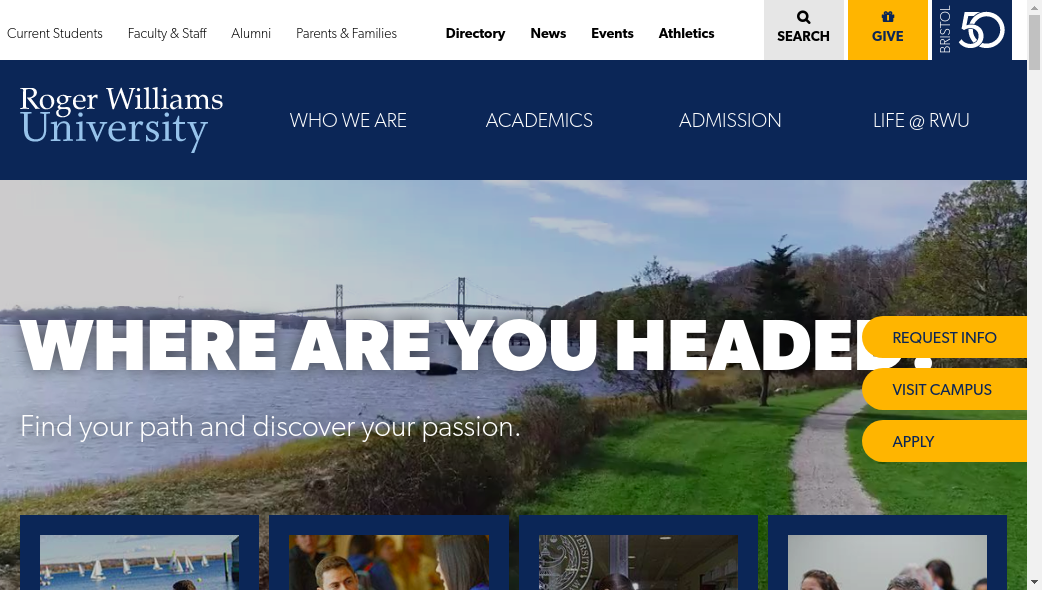 Current Students Faculty & Staff Alumni Parents & Families Directory News Events Athletics SEARCH GIVE BRISTOL 50
Roger Williams
University
WHO WE ARE ACADEMICS ADMISSION LIFE @ RWU
WHERE ARE YOU HEADED?
REQUEST INFO
VISIT CAMPUS
Find your path and discover your passion.
APPLY